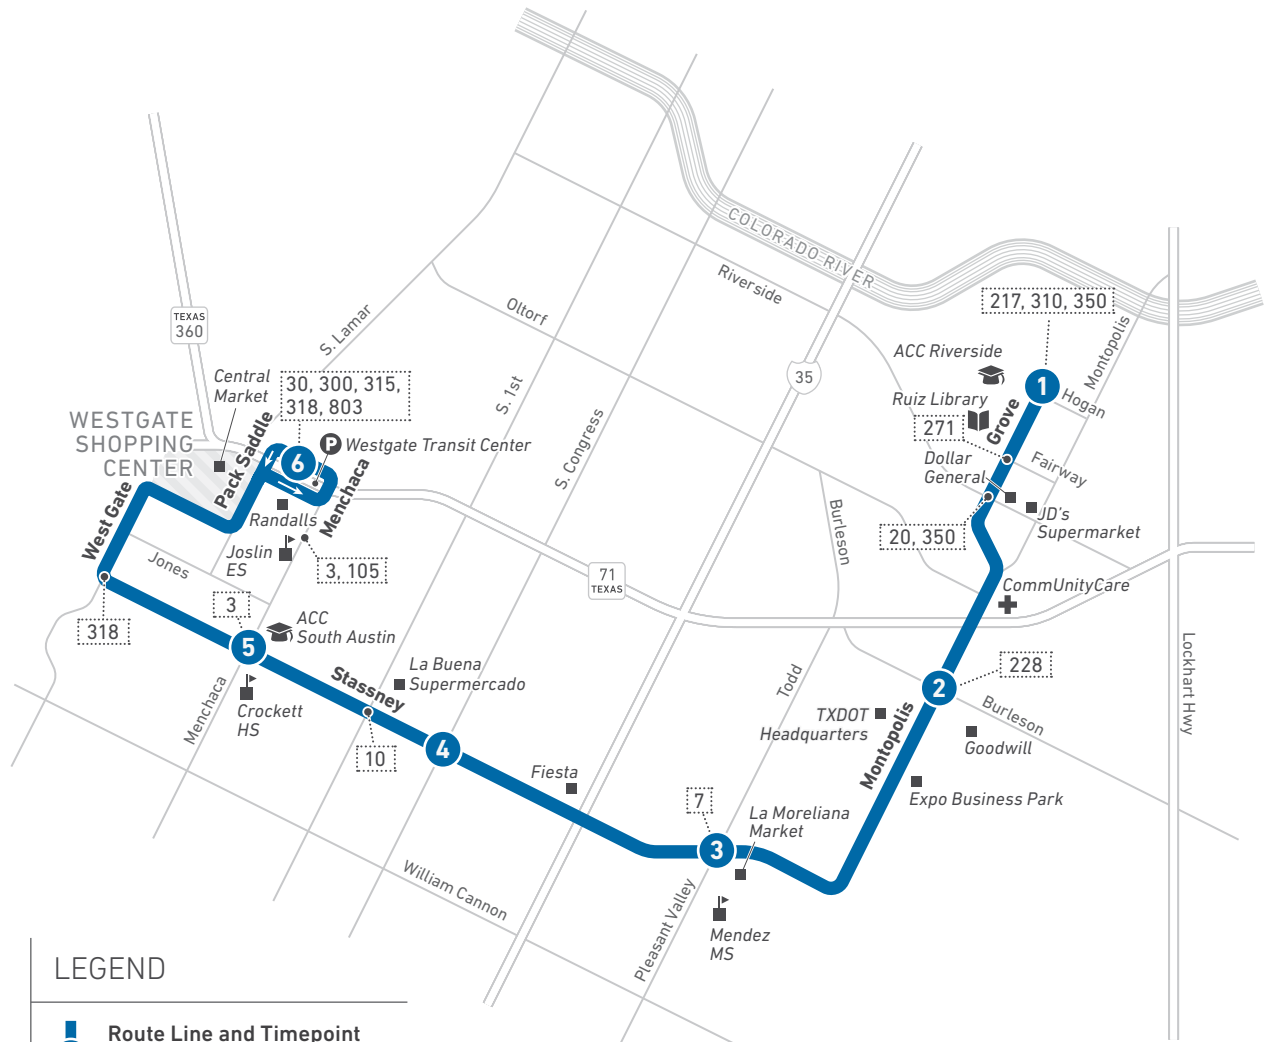 COLORADO RIVER
Riverside
217, 310, 350
TEXAS
360
S. Lamar
Oltorf
35
Montopolis
ACC Riverside
1
Hogan
Ruiz Library
Grove
271
Fairway
Dollar
General
JD's
Supermarket
20, 350
CommUnityCare
Central
Market
30, 300, 315,
318, 803
S. 1st
S. Congress
WESTGATE
SHOPPING
CENTER
Pack Saddle
6
P
Westgate Transit Center
Menchaca
West Gate
Randalls
Joslin
ES
Jones
3, 105
71
TEXAS
Burleson
318
3
ACC
South Austin
5
Stassney
La Buena
Supermercado
Menchaca
Crockett
HS
10
4
Fiesta
Todd
2
228
TXDOT
Headquarters
Montopolis
Burleson
Goodwill
Expo Business Park
Lockhart Hwy
7
La Moreliana
Market
3
William Cannon
Pleasant Valley
Mendez
MS
LEGEND
Route Line and Timepoint